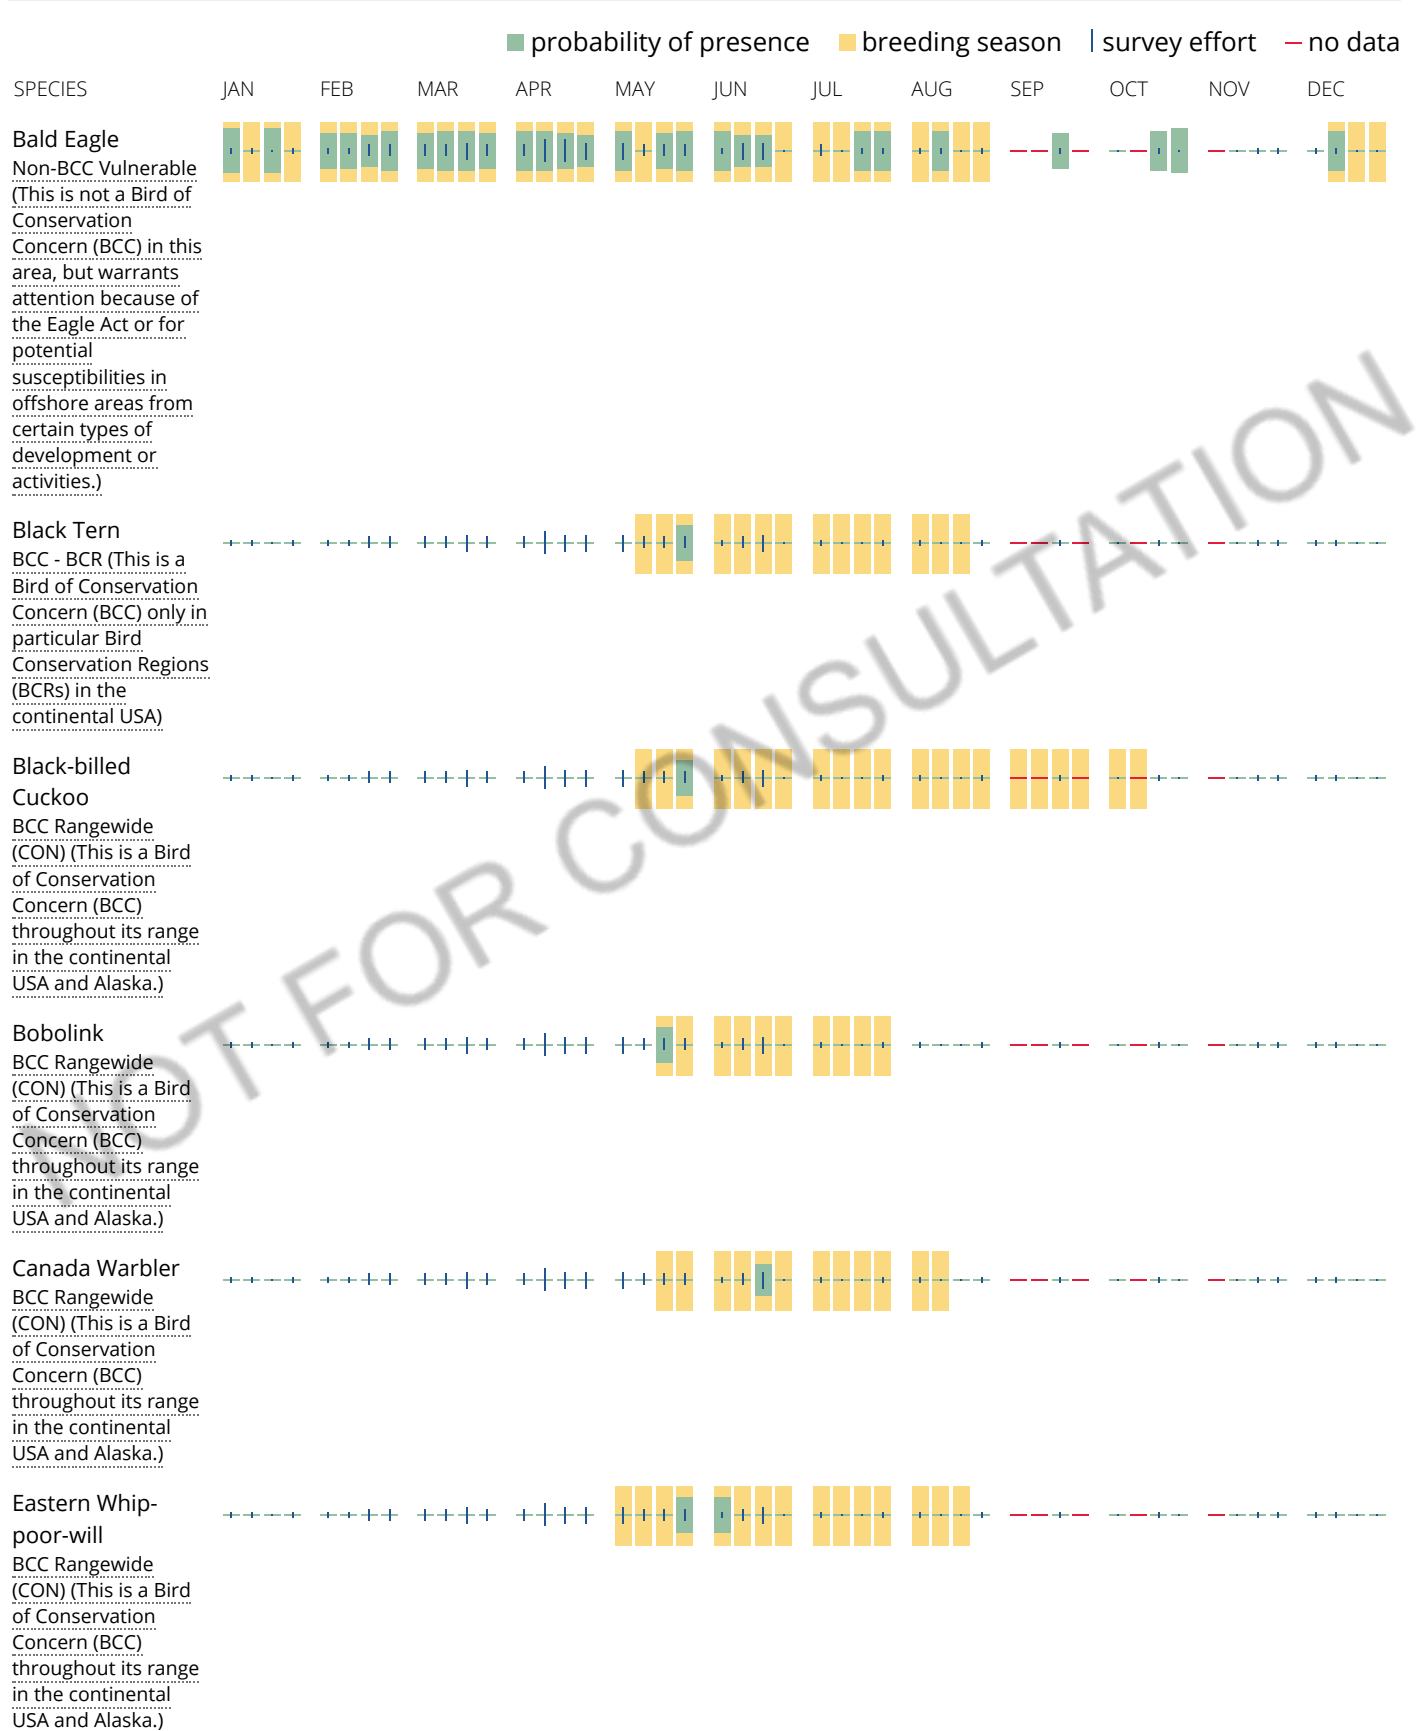 probability of presence breeding season survey effort no data
SPECIES JAN FEB MAR APR MAY JUN JUL AUG SEP OCT NOV DEC
Bald Eagle
Non-BCC Vulnerable
(This is not a Bird of
Conservation
Concern (BCC) in this
area, but warrants
attention because of
the Eagle Act or for
potential
susceptibilities in
offshore areas from
certain types of
development or
activities.)
Black Tern
BCC - BCR (This is a
Bird of Conservation
Concern (BCC) only in
particular Bird
Conservation Regions
(BCRs) in the
continental USA)
Black-billed
Cuckoo
BCC Rangewide
(CON) (This is a Bird
of Conservation
Concern (BCC)
throughout its range
in the continental
USA and Alaska.)
Bobolink
BCC Rangewide
(CON) (This is a Bird
of Conservation
Concern (BCC)
throughout its range
in the continental
USA and Alaska.)
Canada Warbler
BCC Rangewide
(CON) (This is a Bird
of Conservation
Concern (BCC)
throughout its range
in the continental
USA and Alaska.)
Eastern Whip-
poor-will
BCC Rangewide
(CON) (This is a Bird
of Conservation
Concern (BCC)
throughout its range
in the continental
USA and Alaska.)
NOT FOR CONSULTATION